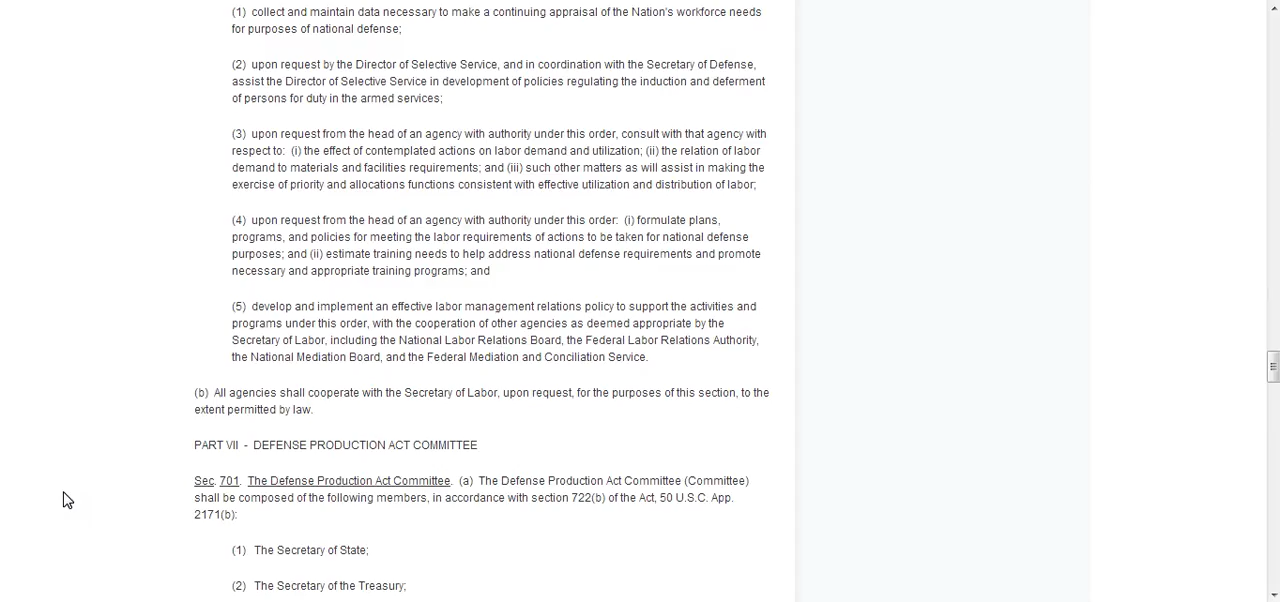 (1) collect and maintain data necessary to make a continuing appraisal of the Nation's workforce needs
for purposes of national defense;
(2) upon request by the Director of Selective Service, and in coordination with the Secretary of Defense,
assist the Director of Selective Service in development of policies regulating the induction and deferment
of persons for duty in the armed services;
(3) upon request from the head of an agency with authority under this order, consult with that agency with
respect to: (i) the effect of contemplated actions on labor demand and utilization; (ii) the relation of labor
demand to materials and facilities requirements; and (iii) such other matters as will assist in making the
exercise of priority and allocations functions consistent with effective utilization and distribution of labor;
(4) upon request from the head of an agency with authority under this order: (i) formulate plans,
programs, and policies for meeting the labor requirements of actions to be taken for national defense
purposes; and (ii) estimate training needs to help address national defense requirements and promote
necessary and appropriate training programs; and
(5) develop and implement an effective labor management relations policy to support the activities and
programs under this order, with the cooperation of other agencies as deemed appropriate by the
Secretary of Labor, including the National Labor Relations Board, the Federal Labor Relations Authority,
the National Mediation Board, and the Federal Mediation and Conciliation Service.
(b) All agencies shall cooperate with the Secretary of Labor, upon request, for the purposes of this section, to the
extent permitted by law.
PART VII - DEFENSE PRODUCTION ACT COMMITTEE
Sec. 701. The Defense Production Act Committee. (a) The Defense Production Act Committee (Committee)
shall be composed of the following members, in accordance with section 722(b) of the Act, 50 U.S.C. App.
2171(b):
(1) The Secretary of State;
(2) The Secretary of the Treasury;